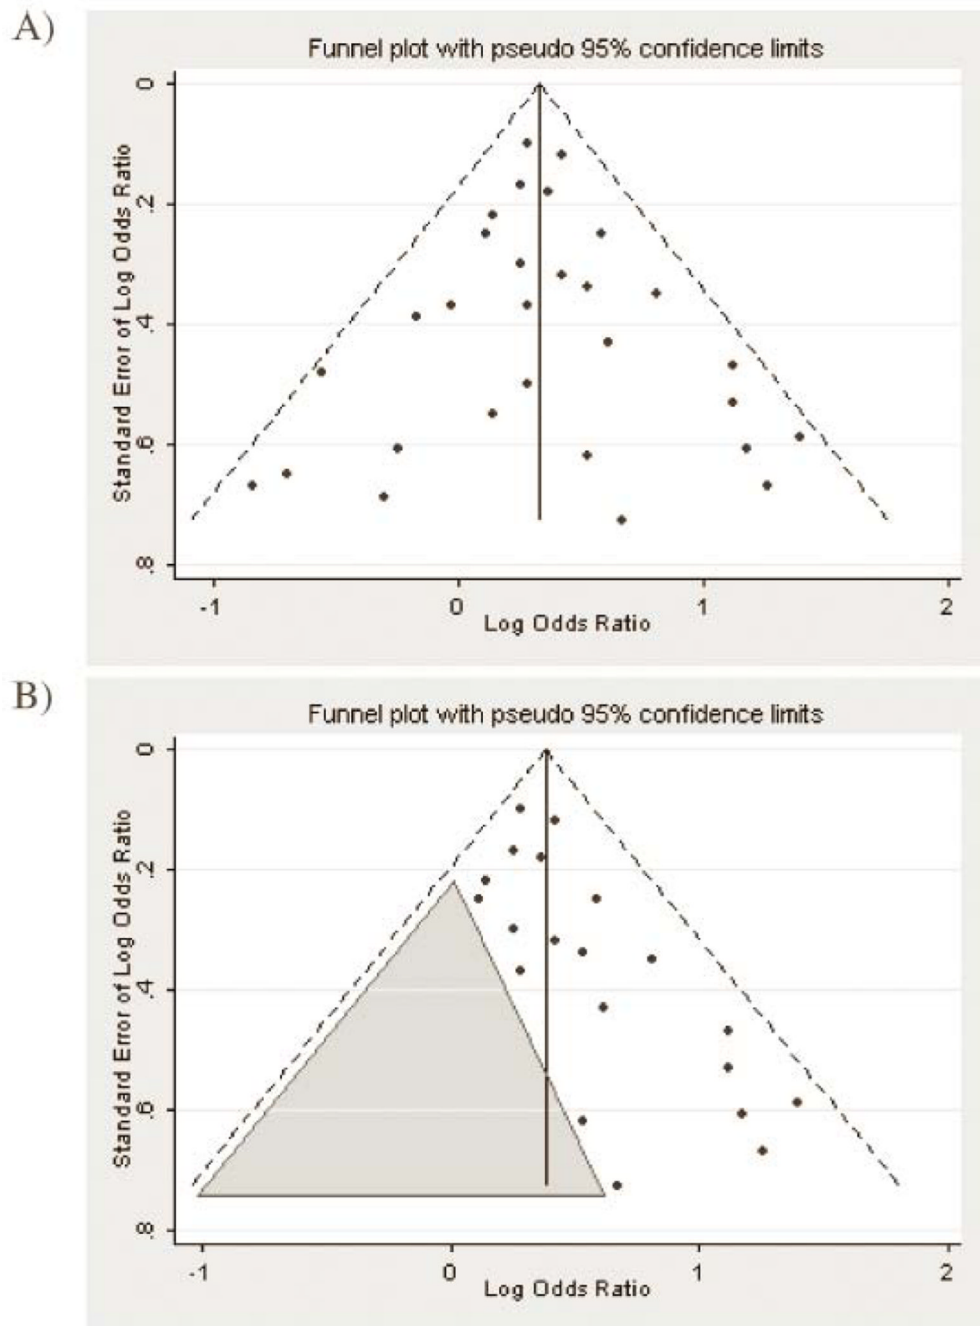 A)
Funnel plot with pseudo 95% confidence limits
Standard Error of Log Odds Ratio
0
.2
.4
.6
.8
-1 0 1 2
Log Odds Ratio
B)
Funnel plot with pseudo 95% confidence limits
Standard Error of Log Odds Ratio
0
.2
.4
.6
.8
-1 0 1 2
Log Odds Ratio